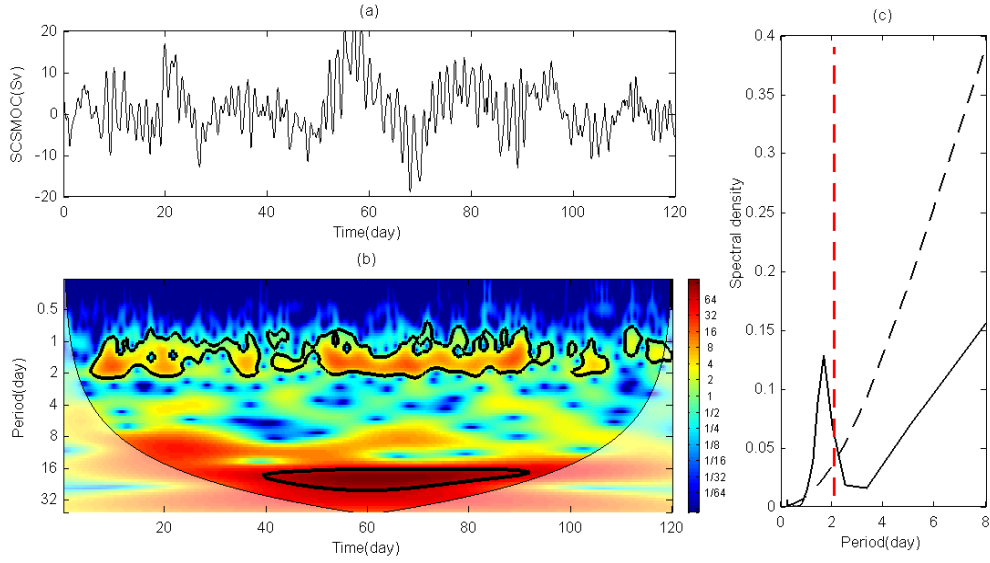 (a)
SCSMOC(Sv)
20
10
0
-10
-20
0 20 40 60 80 100 120
Time(day)
(b)
Period(day)
0.5
1
2
4
8
16
32
0 20 40 60 80 100 120
Time(day)
64
32
16
8
4
2
1
1/2
1/4
1/8
1/16
1/32
1/64
(c)
Spectral density
0.4
0.35
0.3
0.25
0.2
0.15
0.1
0.05
0
0 2 4 6 8
Period(day)